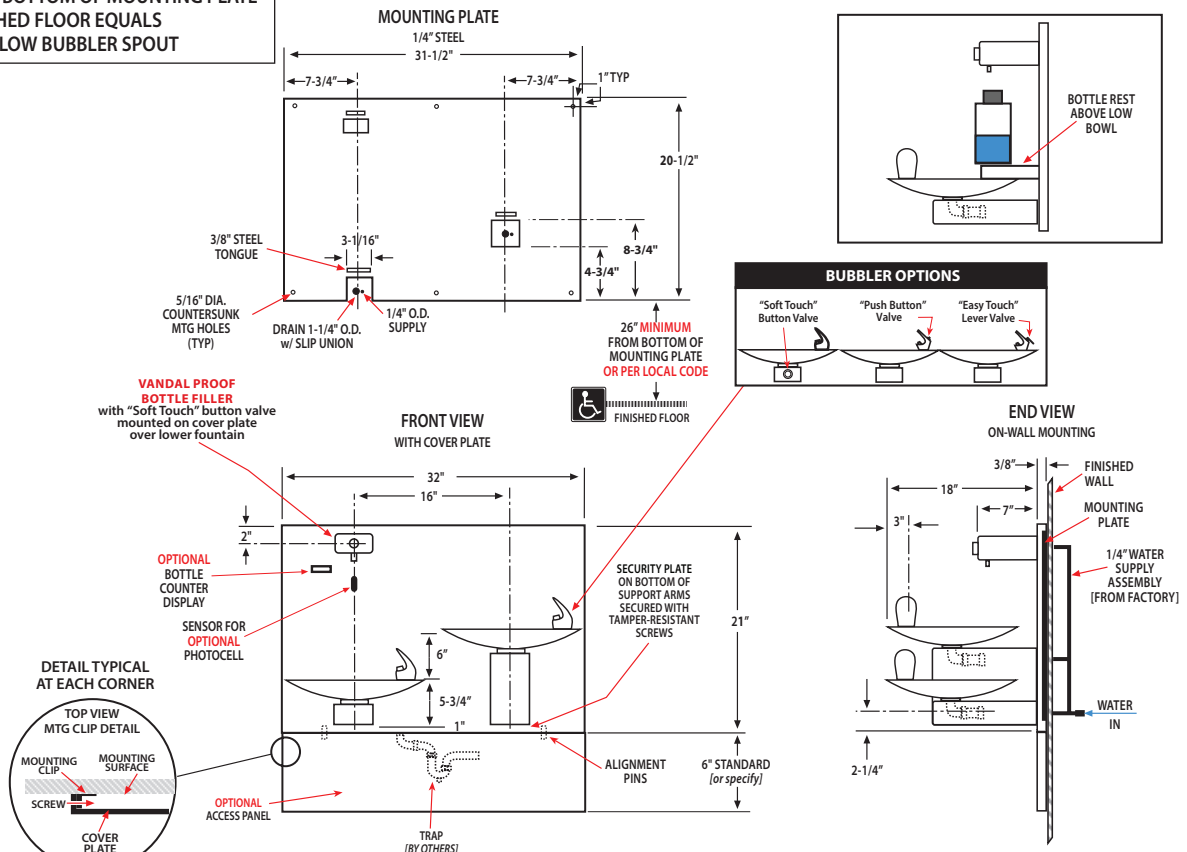 BOTTOM OF MOUNTING PLATE
HED FLOOR EQUALS
LOW BUBBLER SPOUT
MOUNTING PLATE
1/4" STEEL
31-1/2"
7-3/4"
7-3/4"
1" TYP
20-1/2"
8-3/4"
4-3/4"
3/8" STEEL
TONGUE
3-1/16"
5/16" DIA.
COUNTERSUNK
MTG HOLES
(TYP)
DRAIN 1-1/4" O.D.
w/ SLIP UNION
1/4" O.D.
SUPPLY
26" MINIMUM
FROM BOTTOM OF
MOUNTING PLATE
OR PER LOCAL CODE
FINISHED FLOOR
BOTTLE REST
ABOVE LOW
BOWL
BUBBLER OPTIONS
"Soft Touch"
Button Valve
"Push Button"
Valve
"Easy Touch"
Lever Valve
VANDAL PROOF
BOTTLE FILLER
with "Soft Touch" button valve
mounted on cover plate
over lower fountain
FRONT VIEW
WITH COVER PLATE
32"
16"
2"
OPTIONAL
BOTTLE
COUNTER
DISPLAY
SENSOR FOR
OPTIONAL
PHOTOCELL
6"
5-3/4"
1"
SECURITY PLATE
ON BOTTOM OF
SUPPORT ARMS
SECURED WITH
TAMPER-RESISTANT
SCREWS
21"
ALIGNMENT
PINS
6" STANDARD
[or specify]
OPTIONAL
ACCESS PANEL
TRAP
[BY OTHERS]
DETAIL TYPICAL
AT EACH CORNER
TOP VIEW
MTG CLIP DETAIL
MOUNTING
CLIP
MOUNTING
SURFACE
SCREW
COVER
PLATE
END VIEW
ON-WALL MOUNTING
3/8"
18"
7"
3"
FINISHED
WALL
MOUNTING
PLATE
1/4" WATER
SUPPLY
ASSEMBLY
[FROM FACTORY]
WATER
IN
2-1/4"